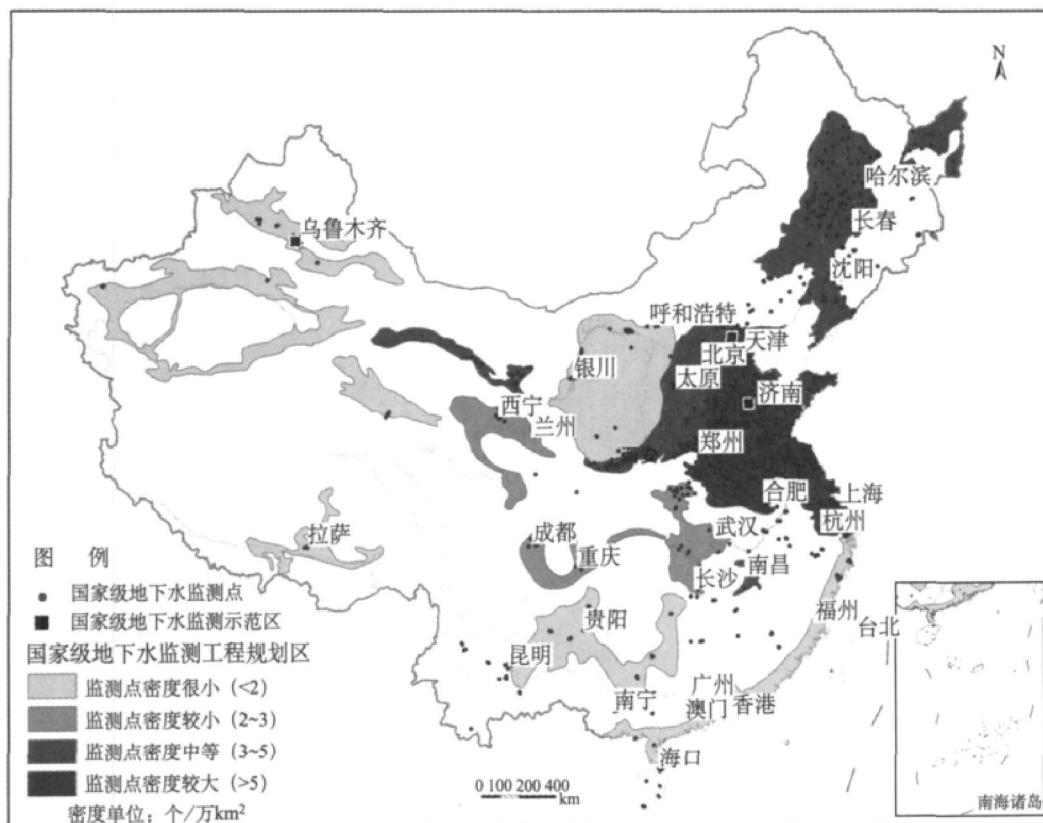 N
哈尔滨
长春
乌鲁木齐
沈阳
呼和浩特
天津
北京
银川
太原
济南
西宁
兰州
郑州
西安
合肥
上海
杭州
武汉
成都
拉萨
重庆
南昌
长沙
福州
台北
贵阳
昆明
广州
南宁
澳门
香港
海口
图 例
国家级地下水监测点
国家级地下水监测示范区
国家级地下水监测工程规划区
监测点密度很小 (<2)
监测点密度较小 (2~3)
监测点密度中等 (3~5)
监测点密度较大 (>5)
密度单位：个/万km²
0 100 200 400
km
南海诸岛